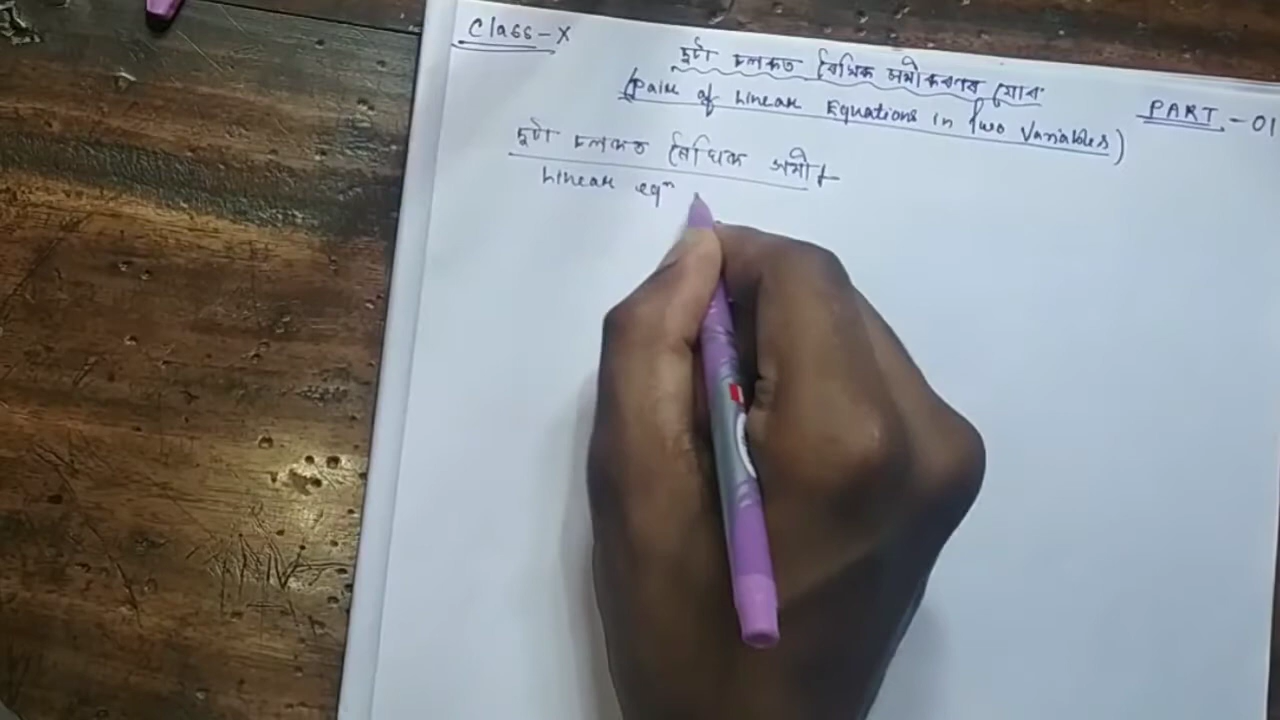 Class-X
দুটা চলকত ৰৈখিক সমীকৰণৰ যোৰ
(Pair of Linear Equations in Two Variables)
PART - 01
দুটা চলকত ৰৈখিক সমী
Linear eqⁿ